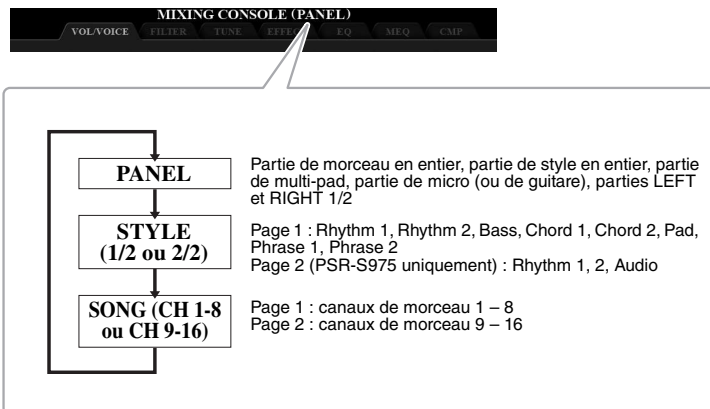 MIXING CONSOLE (PANEL)
VOL/VOICE FILTER TUNE EFFECT EQ MEQ CMP
PANEL
Partie de morceau en entier, partie de style en entier, partie
de multi-pad, partie de micro (ou de guitare), parties LEFT
et RIGHT 1/2
STYLE
(1/2 ou 2/2)
Page 1 : Rhythm 1, Rhythm 2, Bass, Chord 1, Chord 2, Pad,
Phrase 1, Phrase 2
Page 2 (PSR-S975 uniquement) : Rhythm 1, 2, Audio
SONG (CH 1-8
ou CH 9-16)
Page 1 : canaux de morceau 1 – 8
Page 2 : canaux de morceau 9 – 16